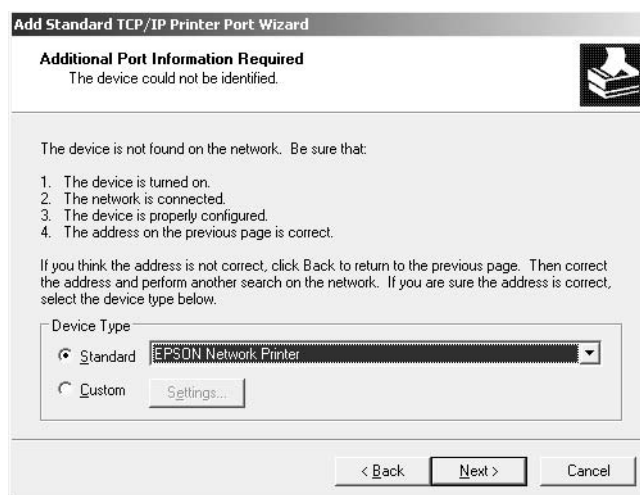 Add Standard TCP/IP Printer Port Wizard
Additional Port Information Required
The device could not be identified.
The device is not found on the network. Be sure that:
1. The device is turned on.
2. The network is connected.
3. The device is properly configured.
4. The address on the previous page is correct.
If you think the address is not correct, click Back to return to the previous page. Then correct
the address and perform another search on the network. If you are sure the address is correct,
select the device type below.
Device Type
Standard EPSON Network Printer
Custom Settings...
< Back Next > Cancel